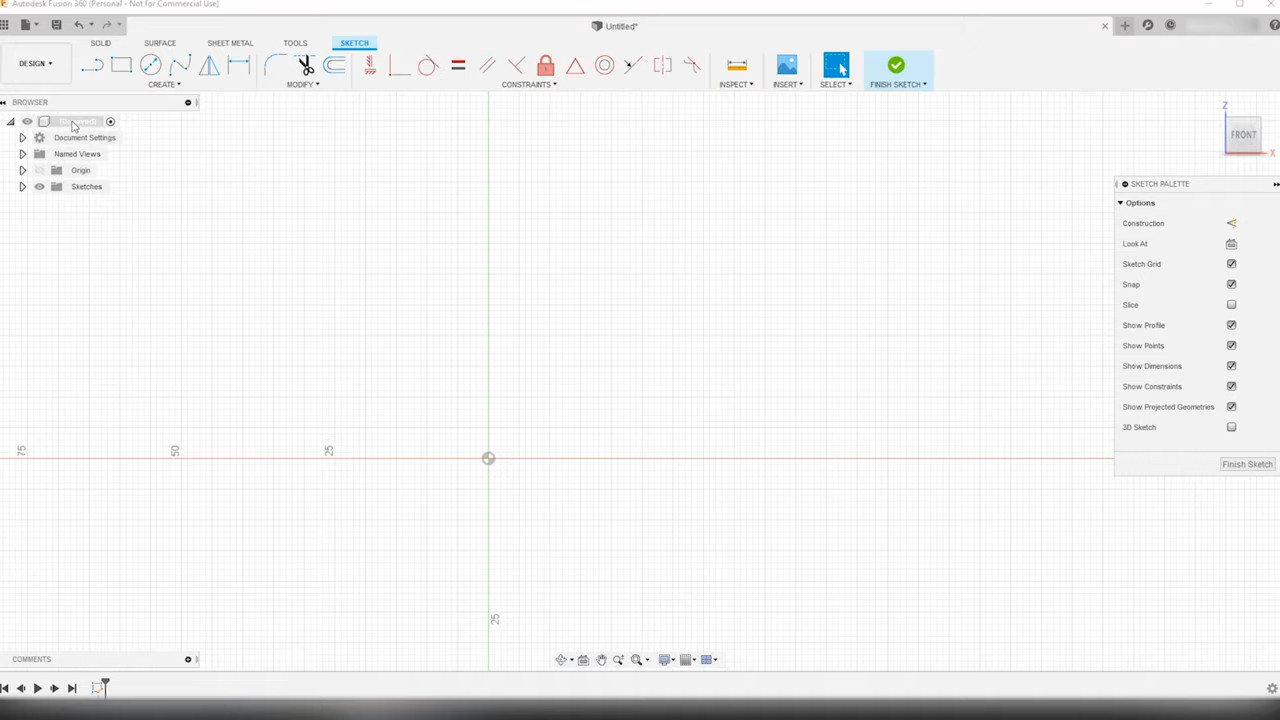 Autodesk Fusion 360 (Personal - Not for Commercial Use)
Untitled*
SOLID SURFACE SHEET METAL TOOLS SKETCH
DESIGN
CREATE MODIFY CONSTRAINTS INSPECT INSERT SELECT FINISH SKETCH
BROWSER
Document Settings
Named Views
Origin
Sketches
Z
FRONT
X
SKETCH PALETTE
Options
Construction
Look At
Sketch Grid
Snap
Slice
Show Profile
Show Points
Show Dimensions
Show Constraints
Show Projected Geometries
3D Sketch
Finish Sketch
75
50
25
25
COMMENTS